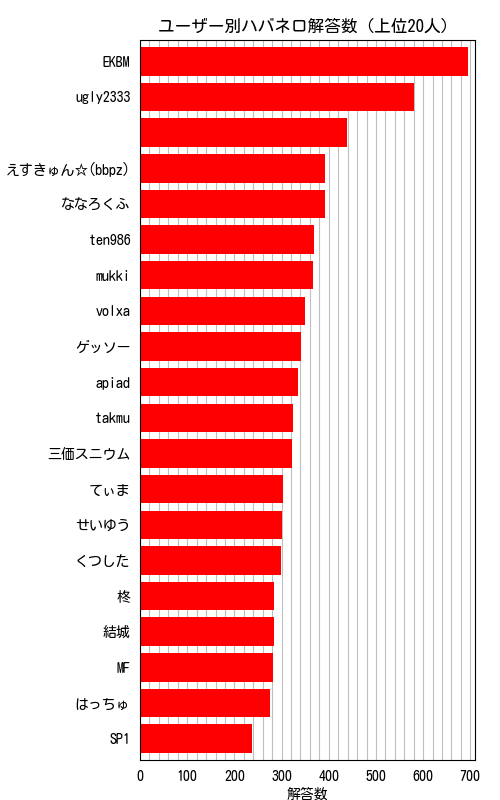 ユーザー別ハバネロ解答数（上位20人）
EKBM
ugly2333
えすきゅん☆(bbpz)
ななろくふ
ten986
mukki
volxa
ゲッソー
apiad
takmu
三価スニウム
てぃま
せいゆう
くつした
柊
結城
MF
はっちゅ
SP1
0 100 200 300 400 500 600 700
解答数